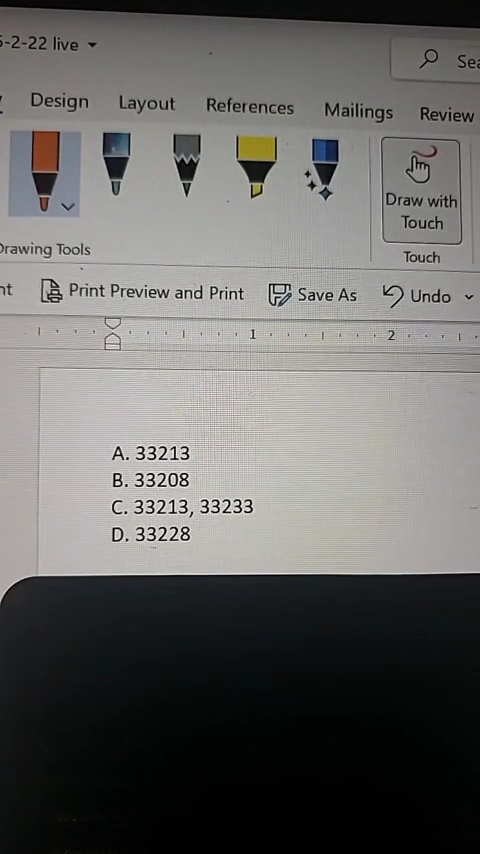 5-2-22 live
Design Layout References Mailings Review
Draw with
Touch
Drawing Tools
Touch
Print Preview and Print Save As Undo
1 2
A. 33213
B. 33208
C. 33213, 33233
D. 33228